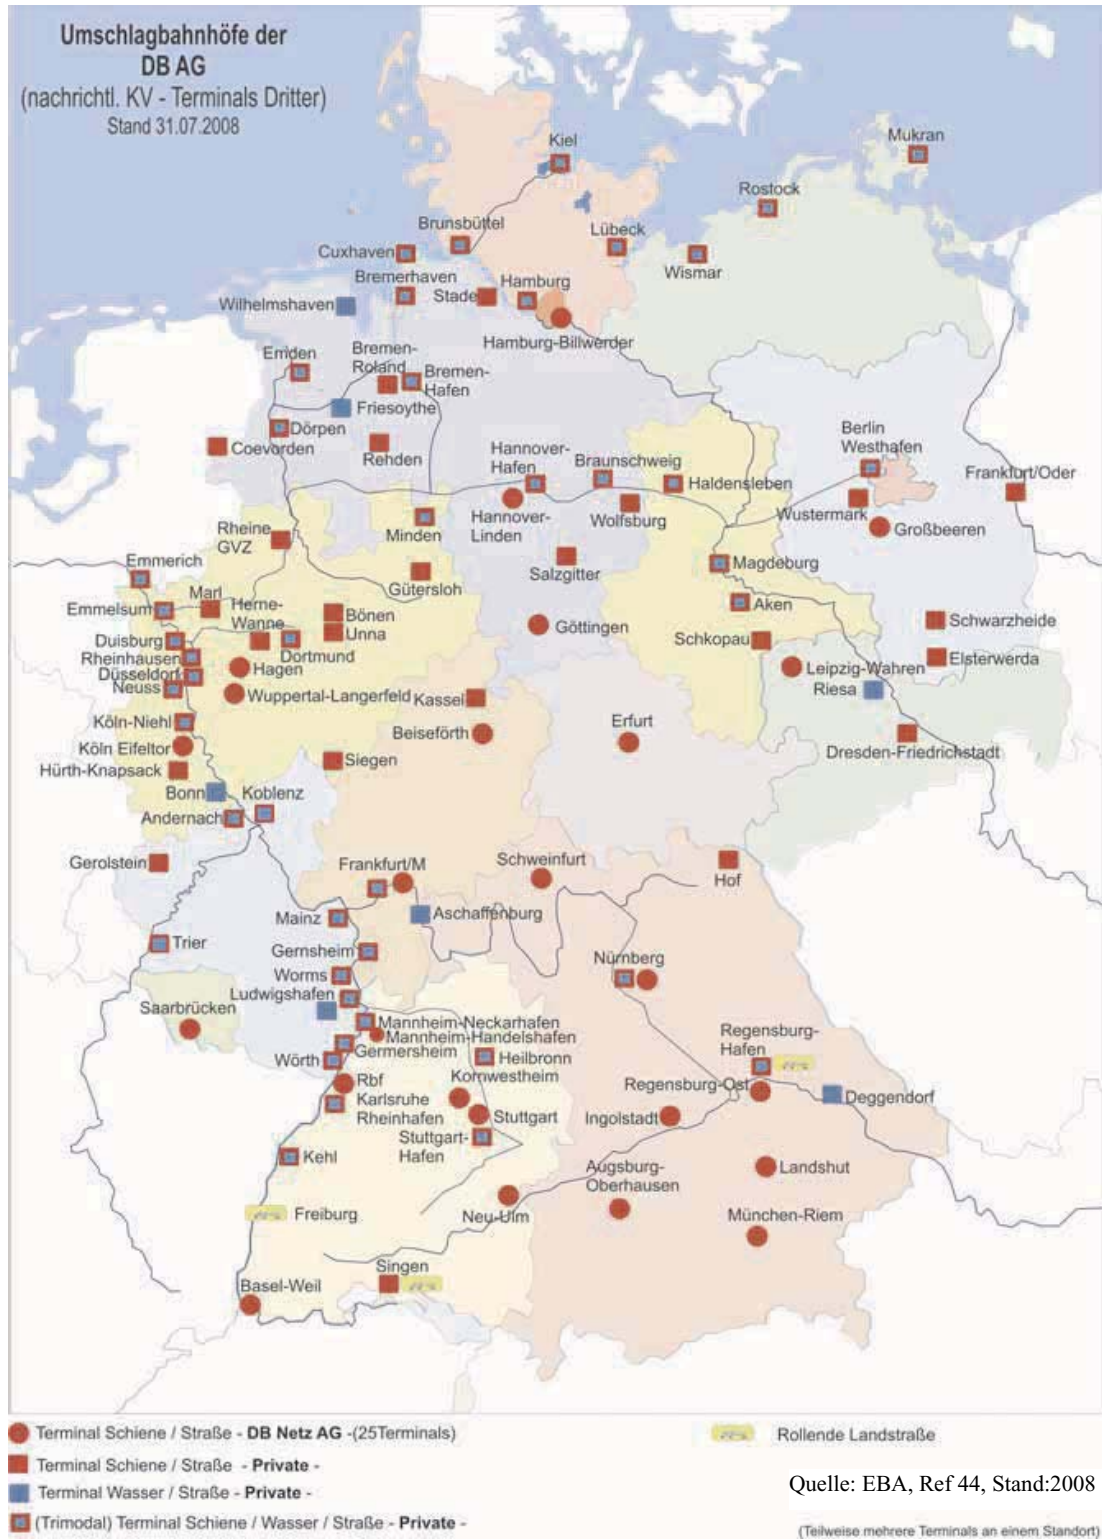 Umschlagbahnhöfe der
DB AG
(nachrichtl. KV - Terminals Dritter)
Stand 31.07.2008
Kiel
Mukran
Rostock
Brunsbüttel
Lübeck
Cuxhaven
Wismar
Bremerhaven
Hamburg
Stade
Wilhelmshaven
Hamburg-Billwerder
Emden
Bremen-
Roland
Bremen-
Hafen
Friesoythe
Dörpen
Coevorden
Rehden
Hannover-
Hafen
Braunschweig
Haldensleben
Berlin
Westhafen
Frankfurt/Oder
Hannover-
Linden
Wolfsburg
Wustermark
Großbeeren
Rheine
GVZ
Minden
Salzgitter
Magdeburg
Emmerich
Gütersloh
Marl
Herne-
Wanne
Emmelsum
Bönen
Unna
Aken
Schwarzheide
Duisburg
Dortmund
Göttingen
Schkopau
Rheinhausen
Düsseldorf
Hagen
Leipzig-Wahren
Elsterwerda
Neuss
Wuppertal-Langerfeld
Kassel
Riesa
Köln-Niehl
Beiseförth
Erfurt
Köln Eifeltor
Dresden-Friedrichstadt
Hürth-Knapsack
Siegen
Bonn
Koblenz
Andernach
Gerolstein
Frankfurt/M
Schweinfurt
Hof
Mainz
Aschaffenburg
Trier
Gernsheim
Nürnberg
Worms
Ludwigshafen
Saarbrücken
Mannheim-Neckarhafen
Mannheim-Handelshafen
Germersheim
Wörth
Heilbronn
Regensburg-
Hafen
Kornwestheim
Rbf
Karlsruhe
Rheinhafen
Regensburg-Ost
Deggendorf
Stuttgart
Ingolstadt
Stuttgart-
Hafen
Kehl
Augsburg-
Oberhausen
Landshut
Freiburg
Neu-Ulm
München-Riem
Singen
Basel-Weil
Terminal Schiene / Straße - DB Netz AG -(25Terminals)
Rollende Landstraße
Terminal Schiene / Straße - Private -
Terminal Wasser / Straße - Private -
Quelle: EBA, Ref 44, Stand:2008
(Trimodal) Terminal Schiene / Wasser / Straße - Private -
(Teilweise mehrere Terminals an einem Standort)